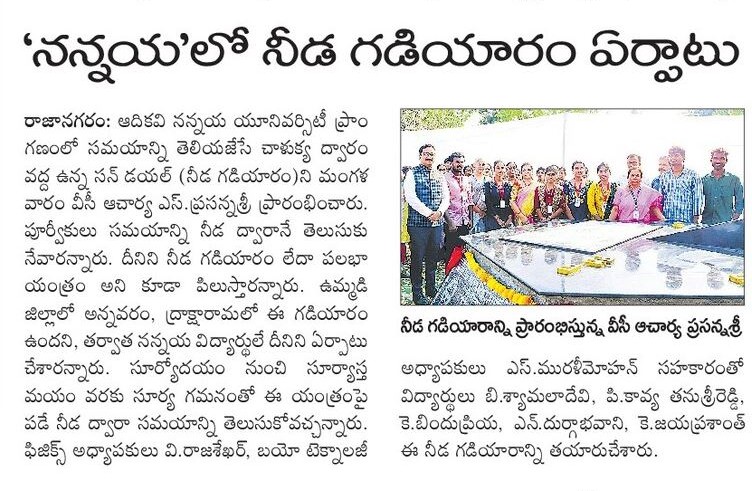 ‘నన్నయ’లో నీడ గడియారం ఏర్పాటు
రాజానగరం: ఆదికవి నన్నయ యూనివర్సిటీ ప్రాం
గణంలో సమయాన్ని తెలియజేసే చాళుక్య ద్వారం
వద్ద ఉన్న సన్ డయల్ (నీడ గడియారం)ని మంగళ
వారం వీసీ ఆచార్య ఎస్.ప్రసన్నశ్రీ ప్రారంభించారు.
పూర్వీకులు సమయాన్ని నీడ ద్వారానే తెలుసుకు
నేవారన్నారు. దీనిని నీడ గడియారం లేదా పలభా
యంత్రం అని కూడా పిలుస్తారన్నారు. ఉమ్మడి
జిల్లాలో అన్నవరం, ద్రాక్షారామలో ఈ గడియారం
ఉందని, తర్వాత నన్నయ విద్యార్థులే దీనిని ఏర్పాటు
చేశారన్నారు. సూర్యోదయం నుంచి సూర్యాస్త
మయం వరకు సూర్య గమనంతో ఈ యంత్రంపై
పడే నీడ ద్వారా సమయాన్ని తెలుసుకోవచ్చన్నారు.
ఫిజిక్స్ అధ్యాపకులు వి.రాజశేఖర్, బయో టెక్నాలజీ
నీడ గడియారాన్ని ప్రారంభిస్తున్న వీసీ ఆచార్య ప్రసన్నశ్రీ
అధ్యాపకులు ఎస్.మురళీమోహన్ సహకారంతో
విద్యార్థులు బి.శ్యామలాదేవి, పి.కావ్య తనుశ్రీరెడ్డి,
కె.బిందుప్రియ, ఎన్.దుర్గాభవాని, కె.జయప్రశాంత్
ఈ నీడ గడియారాన్ని తయారుచేశారు.